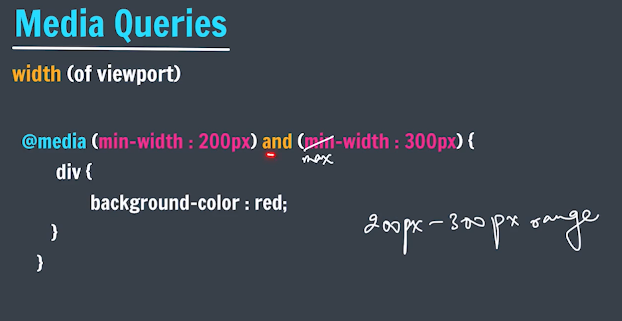 Media Queries
width (of viewport)
@media (min-width : 200px) and (min-width : 300px) {
max
div {
background-color : red;
200px - 300px range
}
}